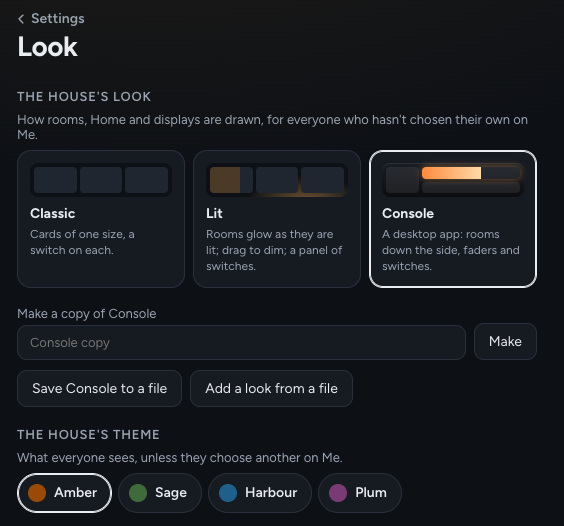 Settings
Look
THE HOUSE'S LOOK
How rooms, Home and displays are drawn, for everyone who hasn't chosen their own on
Me.
Classic
Cards of one size, a
switch on each.
Lit
Rooms glow as they are
lit; drag to dim; a panel of
switches.
Console
A desktop app: rooms
down the side, faders and
switches.
Make a copy of Console
Console copy
Make
Save Console to a file
Add a look from a file
THE HOUSE'S THEME
What everyone sees, unless they choose another on Me.
Amber
Sage
Harbour
Plum